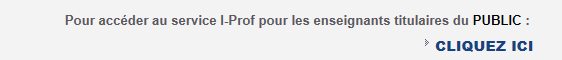 Pour accéder au service I-Prof pour les enseignants titulaires du PUBLIC :
CLIQUEZ ICI